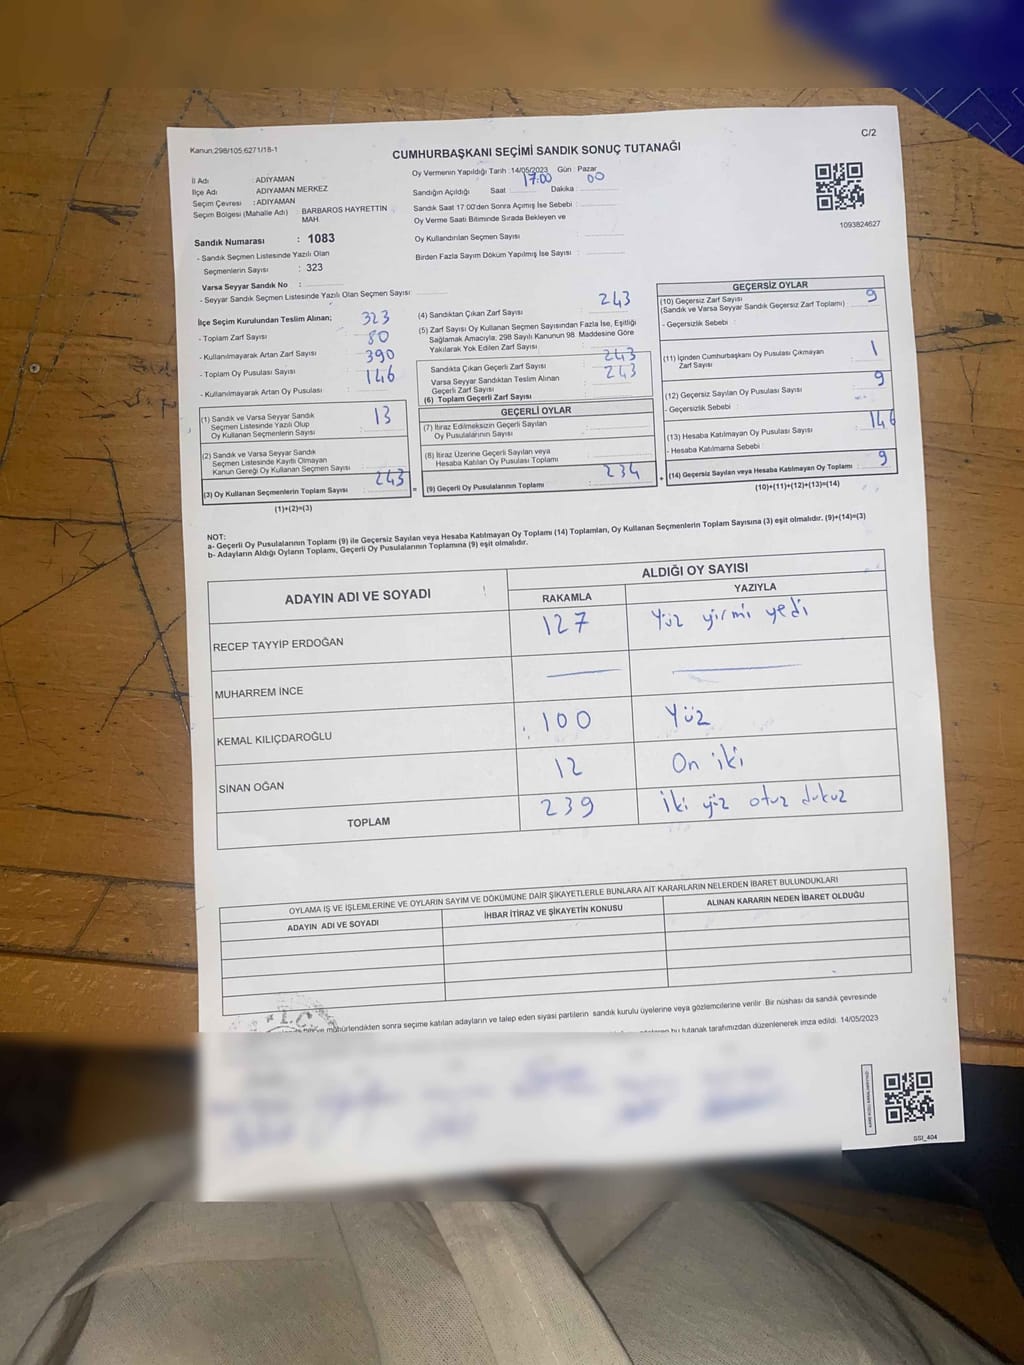 Kanun,298/105,6271/18-1
C/2
CUMHURBAŞKANI SEÇİMİ SANDIK SONUÇ TUTANAĞI
İl Adı : ADIYAMAN
İlçe Adı ADIYAMAN MERKEZ
Seçim Çevresi : ADIYAMAN
Seçim Bölgesi (Mahalle Adı) : BARBAROS HAYRETTIN MAH.
Sandık Numarası : 1083
- Sandık Seçmen Listesinde Yazılı Olan
Seçmenlerin Sayısı : 323
Varsa Seyyar Sandık No :
- Seyyar Sandık Seçmen Listesinde Yazılı Olan Seçmen Sayısı
Oy Vermenin Yapıldığı Tarih :14/05/2023 Gün : Pazar
Sandığın Açıldığı Saat 17:00 Dakika 00
Sandık Saat 17:00'den Sonra Açımış İse Sebebi :
Oy Verme Saati Bitiminde Sırada Bekleyen ve
Oy Kullandırılan Seçmen Sayısı :
Birden Fazla Sayım Döküm Yapılmış İse Sayısı :
1093824627
İlçe Seçim Kurulundan Teslim Alınan;
323
- Toplam Zarf Sayısı
80
- Kullanılmayarak Artan Zarf Sayısı
390
- Toplam Oy Pusulası Sayısı
146
- Kullanılmayarak Artan Oy Pusulası
(1) Sandık ve Varsa Seyyar Sandık
Seçmen Listesinde Yazılı Olup
Oy Kullanan Seçmenlerin Sayısı
13
(2) Sandık ve Varsa Seyyar Sandık
Seçmen Listesinde Kayıtlı Olmayan
Kanun Gereği Oy Kullanan Seçmen Sayısı
243
(3) Oy Kullanan Seçmenlerin Toplam Sayısı :
(1)+(2)=(3)
243
(4) Sandıktan Çıkan Zarf Sayısı
(5) Zarf Sayısı Oy Kullanan Seçmen Sayısından Fazla İse, Eşitliği
Sağlamak Amacıyla, 298 Sayılı Kanunun 98. Maddesine Göre
Yakılarak Yok Edilen Zarf Sayısı :
243
Sandıkta Çıkan Geçerli Zarf Sayısı
243
Varsa Seyyar Sandıktan Teslim Alınan
Geçerli Zarf Sayısı
(6) Toplam Geçerli Zarf Sayısı :
GEÇERLİ OYLAR
(7) İtiraz Edilmeksizin Geçerli Sayılan
Oy Pusulalarının Sayısı
(8) İtiraz Üzerine Geçerli Sayılan veya
Hesaba Katılan Oy Pusulası Toplamı
234
= (9) Geçerli Oy Pusulalarının Toplamı :
GEÇERSİZ OYLAR
(10) Geçersiz Zarf Sayısı
(Sandık ve Varsa Seyyar Sandık Geçersiz Zarf Toplamı) : 9
- Geçersizlik Sebebi :
(11) İçinden Cumhurbaşkanı Oy Pusulası Çıkmayan
Zarf Sayısı
1
(12) Geçersiz Sayılan Oy Pusulası Sayısı : 9
- Geçersizlik Sebebi :
(13) Hesaba Katılmayan Oy Pusulası Sayısı : 146
- Hesaba Katılmama Sebebi :
9
+ (14) Geçersiz Sayılan veya Hesaba Katılmayan Oy Toplamı :
(10)+(11)+(12)+(13)=(14)
NOT:
a- Geçerli Oy Pusulalarının Toplamı (9) ile Geçersiz Sayılan veya Hesaba Katılmayan Oy Toplamı (14) Toplamları, Oy Kullanan Seçmenlerin Toplam Sayısına (3) eşit olmalıdır. (9)+(14)=(3)
b- Adayların Aldığı Oyların Toplamı, Geçerli Oy Pusulalarının Toplamına (9) eşit olmalıdır.
ADAYIN ADI VE SOYADI
ALDIĞI OY SAYISI
RAKAMLA YAZIYLA
RECEP TAYYİP ERDOĞAN 127 Yüz yirmi yedi
MUHARREM İNCE
KEMAL KILIÇDAROĞLU 100 Yüz
SİNAN OĞAN 12 On iki
TOPLAM 239 iki yüz otuz dukuz
OYLAMA İŞ VE İŞLEMLERİNE VE OYLARIN SAYIM VE DÖKÜMÜNE DAİR ŞİKAYETLERLE BUNLARA AİT KARARLARIN NELERDEN İBARET BULUNDUKLARI
ADAYIN ADI VE SOYADI İHBAR İTİRAZ VE ŞİKAYETİN KONUSU ALINAN KARARIN NEDEN İBARET OLDUĞU
T.C.
mühürlendikten sonra seçime katılan adayların ve talep eden siyasi partilerin sandık kurulu üyelerine veya gözlemcilerine verilir .Bir nüshası da sandık çevresinde
bu tutanak tarafımızdan düzenlenerek imza edildi. 14/05/2023
SSİ_404